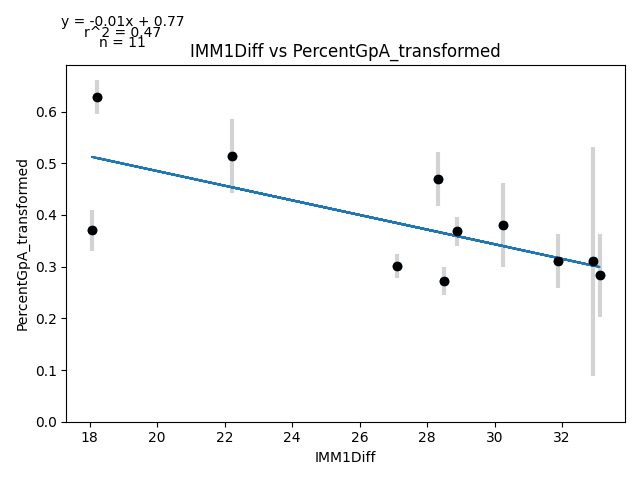 y = -0.01x + 0.77
r^2 = 0.47
n = 11
IMM1Diff vs PercentGpA_transformed
PercentGpA_transformed
0.6
0.5
0.4
0.3
0.2
0.1
0.0
18
20
22
24
26
28
30
32
IMM1Diff